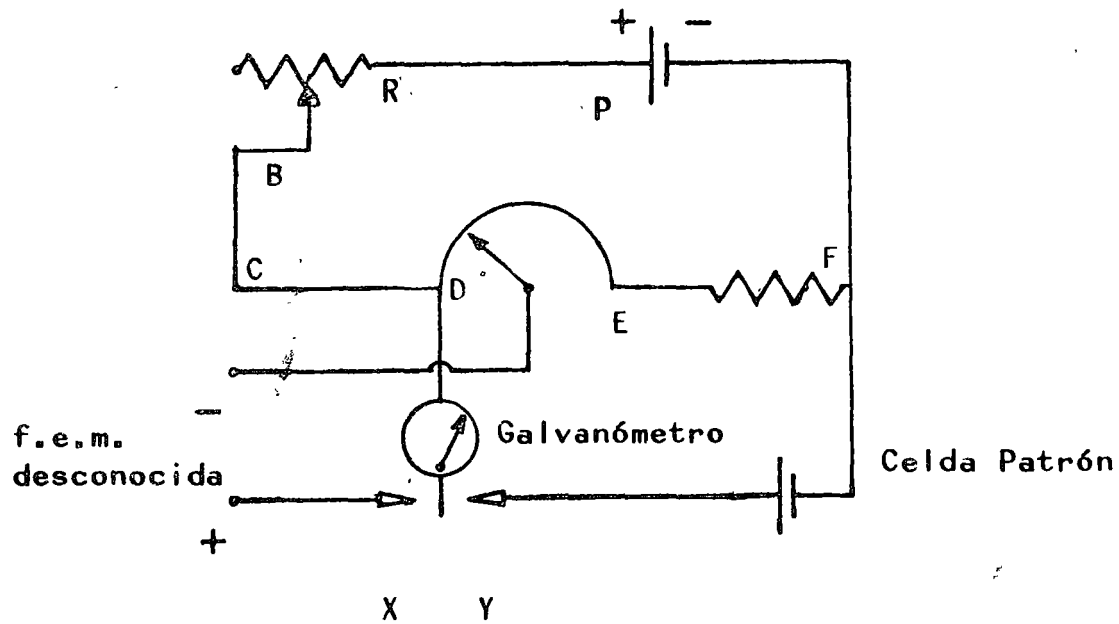 + −
R
P
B
C
D
F
E
−
f.e.m.
desconocida
Galvanómetro
Celda Patrón
+
X Y